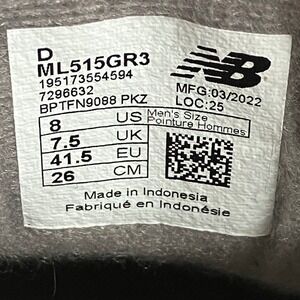 D
ML515GR3
195173554594
7296632
BPTFN9088 PKZ
NB
MFG:03/2022
LOC:25
8 US Men's Size
7.5 UK Pointure Hommes
41.5 EU
26 CM
Made in Indonesia
Fabriqué en Indonésie